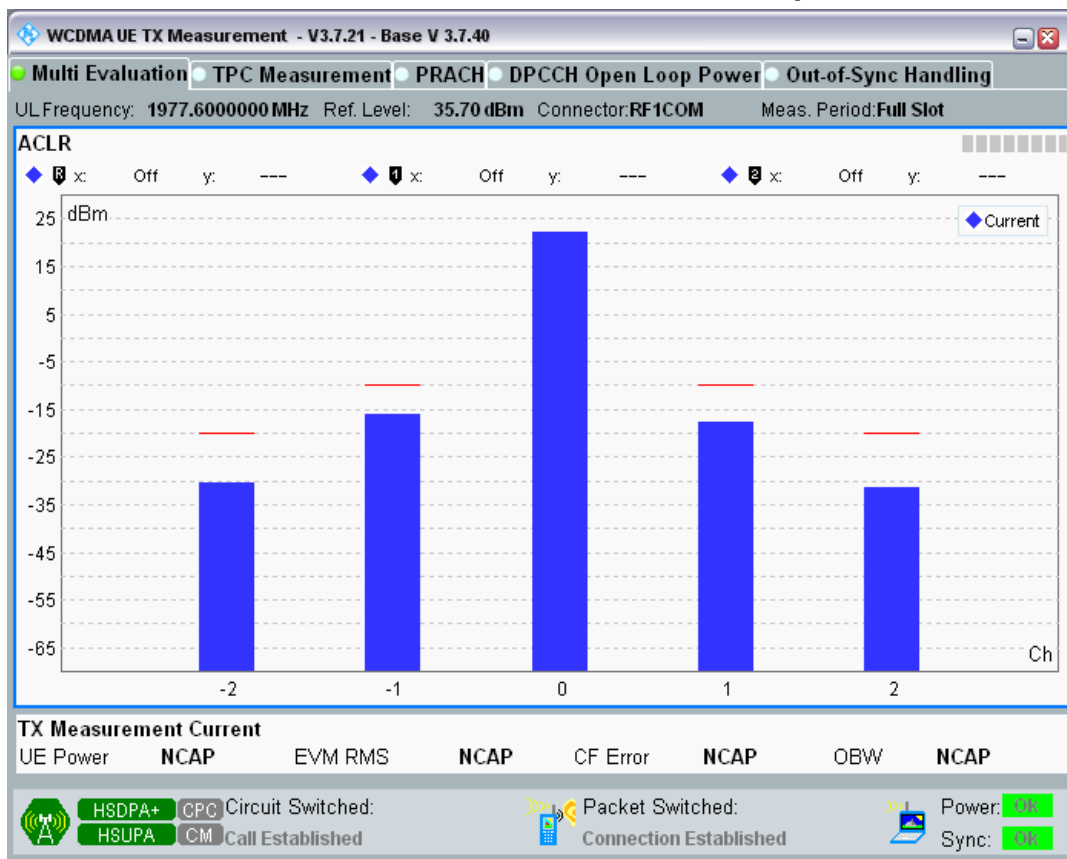 WCDMA UE TX Measurement - V3.7.21 - Base V 3.7.40
Multi Evaluation TPC Measurement PRACH DPCCH Open Loop Power Out-of-Sync Handling
UL Frequency: 1977.6000000 MHz Ref. Level: 35.70 dBm Connector:RF1COM Meas. Period:Full Slot
ACLR
R x: Off y: --- 1 x: Off y: --- 2 x: Off y: ---
dBm
Current
25
15
5
-5
-15
-25
-35
-45
-55
-65
Ch
-2 -1 0 1 2
TX Measurement Current
UE Power NCAP EVM RMS NCAP CF Error NCAP OBW NCAP
HSDPA+ CPC Circuit Switched: Packet Switched: Power: Ok
HSUPA CM Call Established Connection Established Sync: Ok